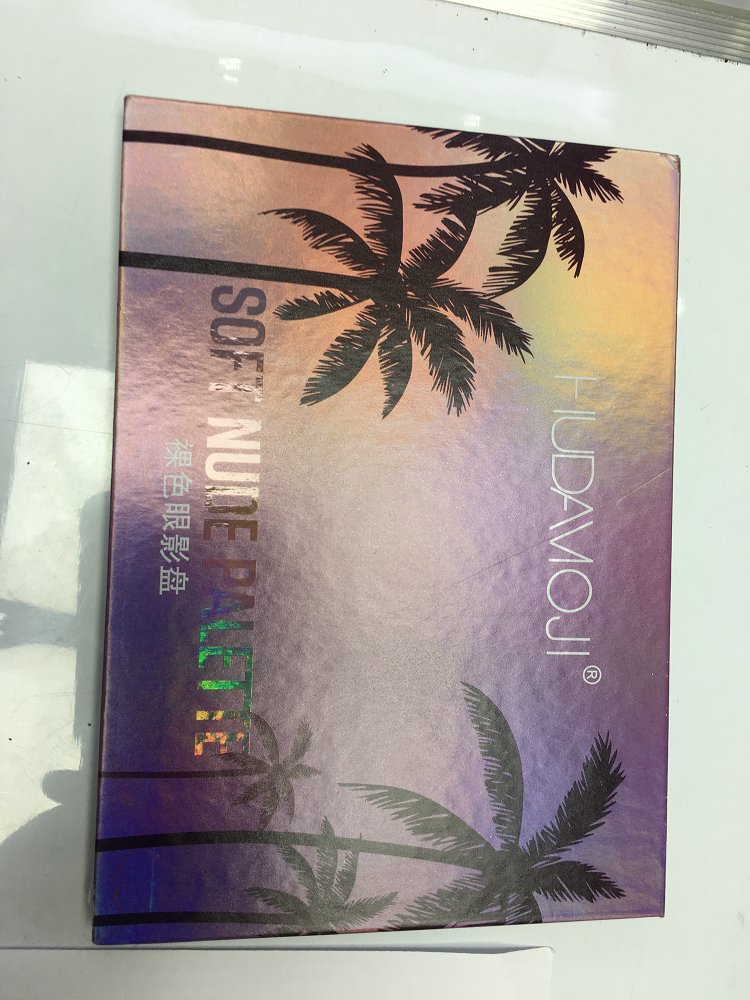 HUDAMOJI®
SOFT NUDE PALETTE
裸色眼影盘